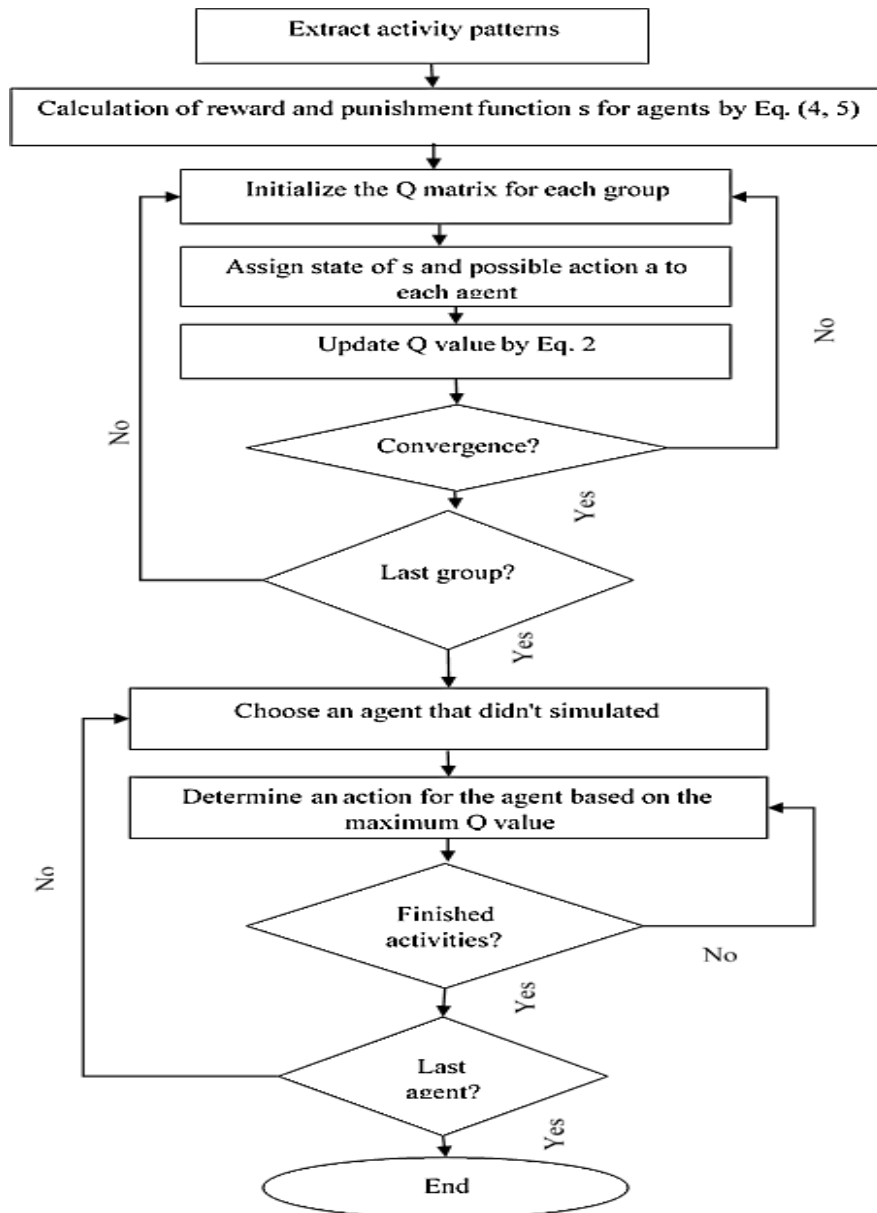 Extract activity patterns
Calculation of reward and punishment function s for agents by Eq. (4, 5)
Initialize the Q matrix for each group
Assign state of s and possible action a to
each agent
Update Q value by Eq. 2
No
No
Convergence?
Yes
Last group?
Yes
Choose an agent that didn't simulated
Determine an action for the agent based on the
maximum Q value
No
Finished
activities?
No
Yes
Last
agent?
Yes
End